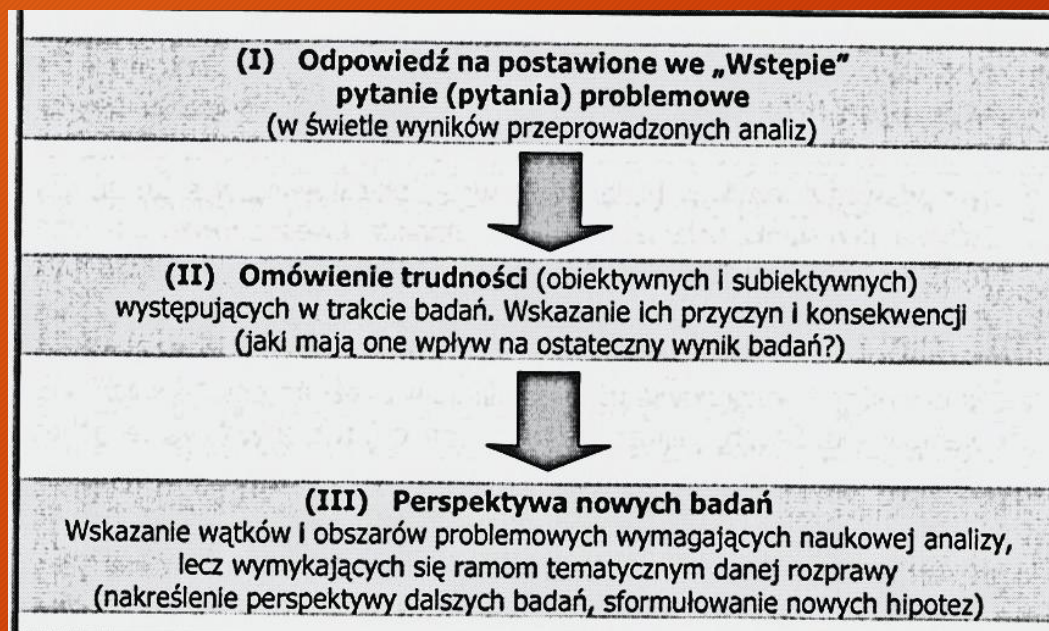 (I) Odpowiedź na postawione we „Wstępie”
pytanie (pytania) problemowe
(w świetle wyników przeprowadzonych analiz)
(II) Omówienie trudności (obiektywnych i subiektywnych)
występujących w trakcie badań. Wskazanie ich przyczyn i konsekwencji
(jaki mają one wpływ na ostateczny wynik badań?)
(III) Perspektywa nowych badań
Wskazanie wątków i obszarów problemowych wymagających naukowej analizy,
lecz wymykających się ramom tematycznym danej rozprawy
(nakreślenie perspektywy dalszych badań, sformułowanie nowych hipotez)